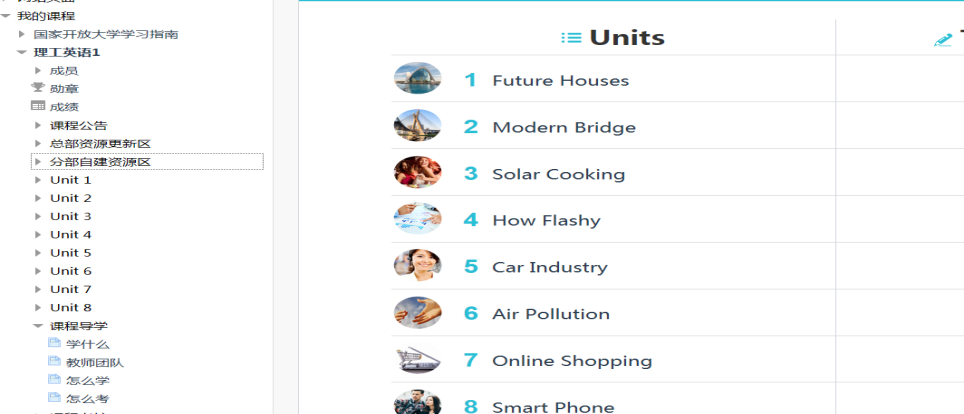 我的课程
国家开放大学学习指南
理工英语1
成员
勋章
成绩
课程公告
总部资源更新区
分部自建资源区
Unit 1
Unit 2
Unit 3
Unit 4
Unit 5
Unit 6
Unit 7
Unit 8
课程导学
学什么
教师团队
怎么学
怎么考
Units
1 Future Houses
2 Modern Bridge
3 Solar Cooking
4 How Flashy
5 Car Industry
6 Air Pollution
7 Online Shopping
8 Smart Phone